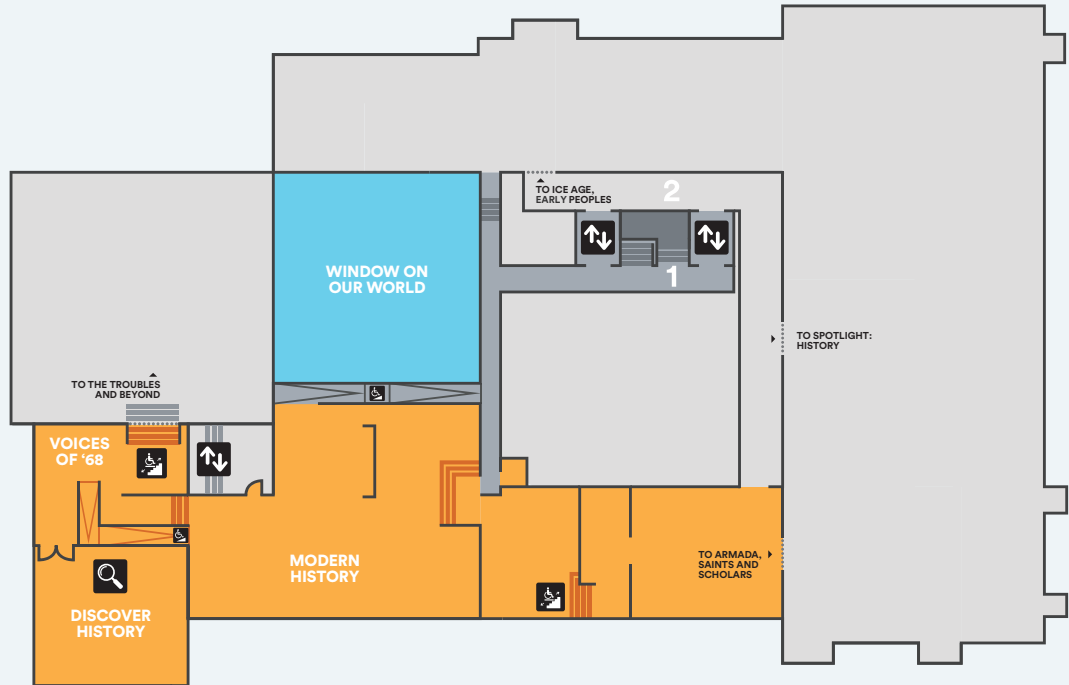 TO ICE AGE,
EARLY PEOPLES
2
1
WINDOW ON
OUR WORLD
TO SPOTLIGHT:
HISTORY
TO THE TROUBLES
AND BEYOND
VOICES
OF ‘68
MODERN
HISTORY
TO ARMADA,
SAINTS AND
SCHOLARS
DISCOVER
HISTORY